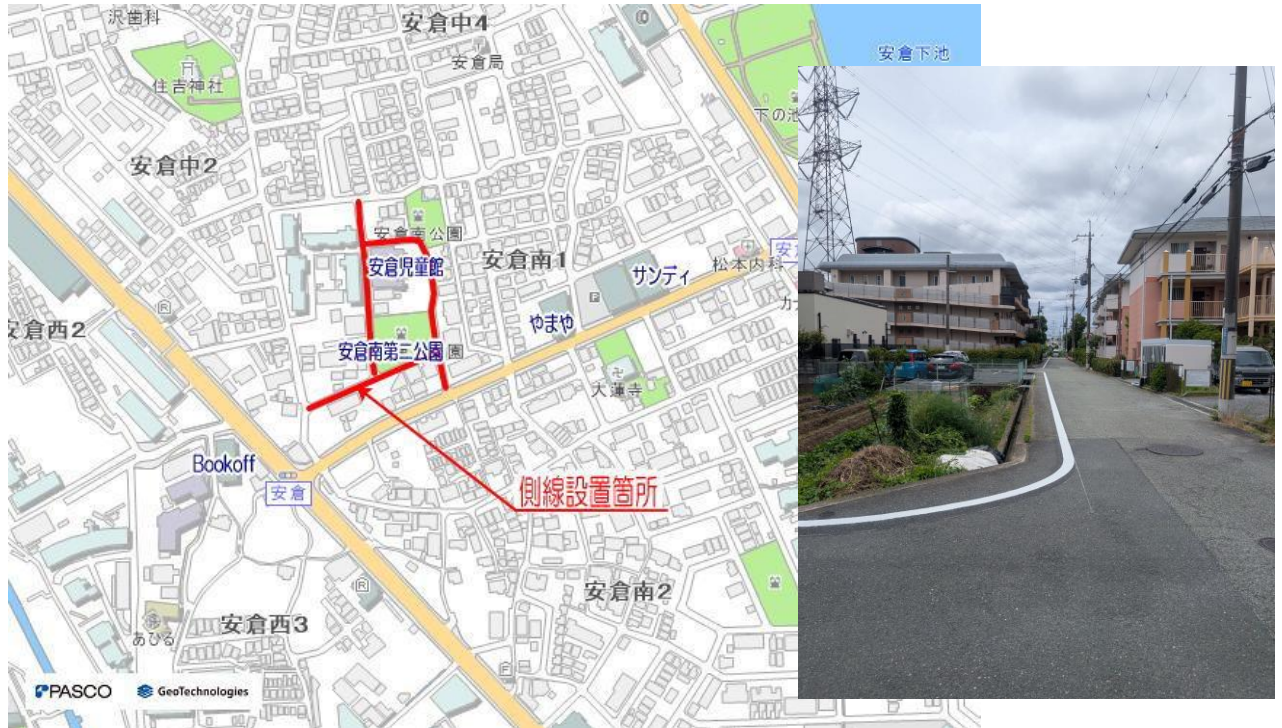 沢歯科
安倉中4
安倉局
安倉下池
住吉神社
下の池
安倉中2
安倉南公園
安倉児童館
安倉南1
松本内科
サンディ
P
やまや
安倉西2
安倉南第二公園
園
大蓮寺
Bookoff
安倉
側線設置箇所
安倉南2
安倉西3
あひる
PASCO
GeoTechnologies